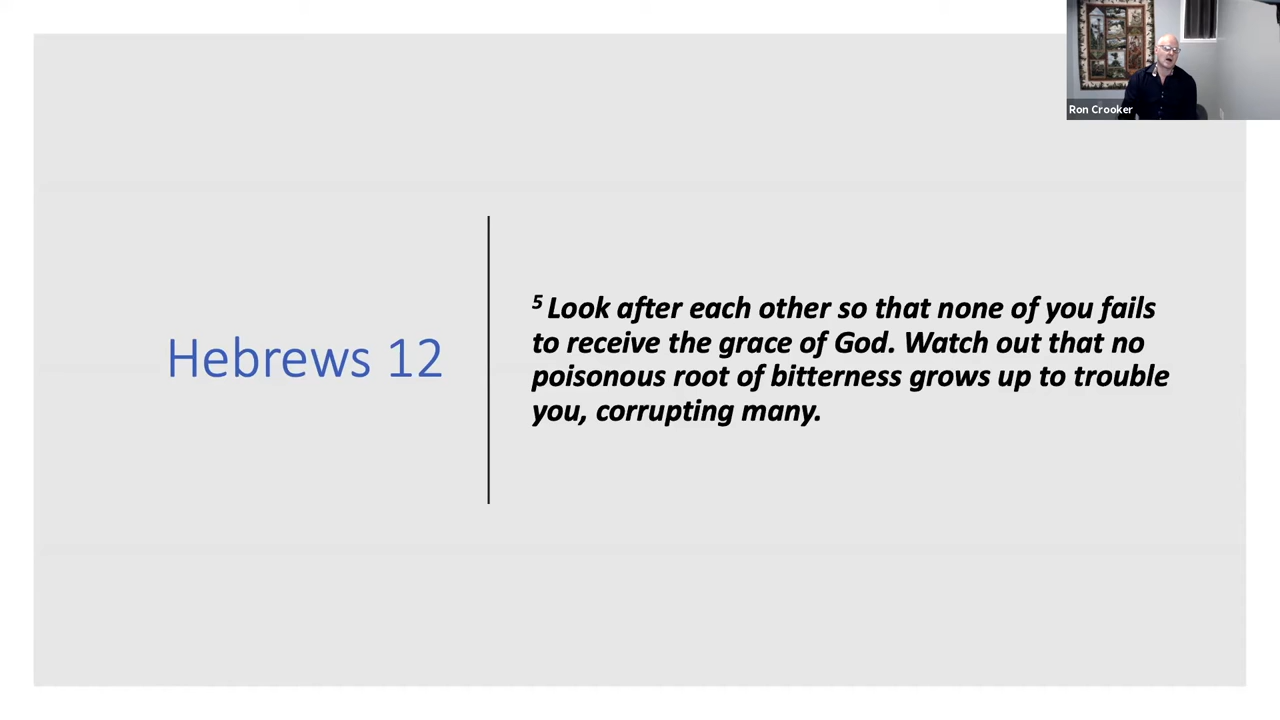 Ron Crooker
Hebrews 12
5 Look after each other so that none of you fails
to receive the grace of God. Watch out that no
poisonous root of bitterness grows up to trouble
you, corrupting many.